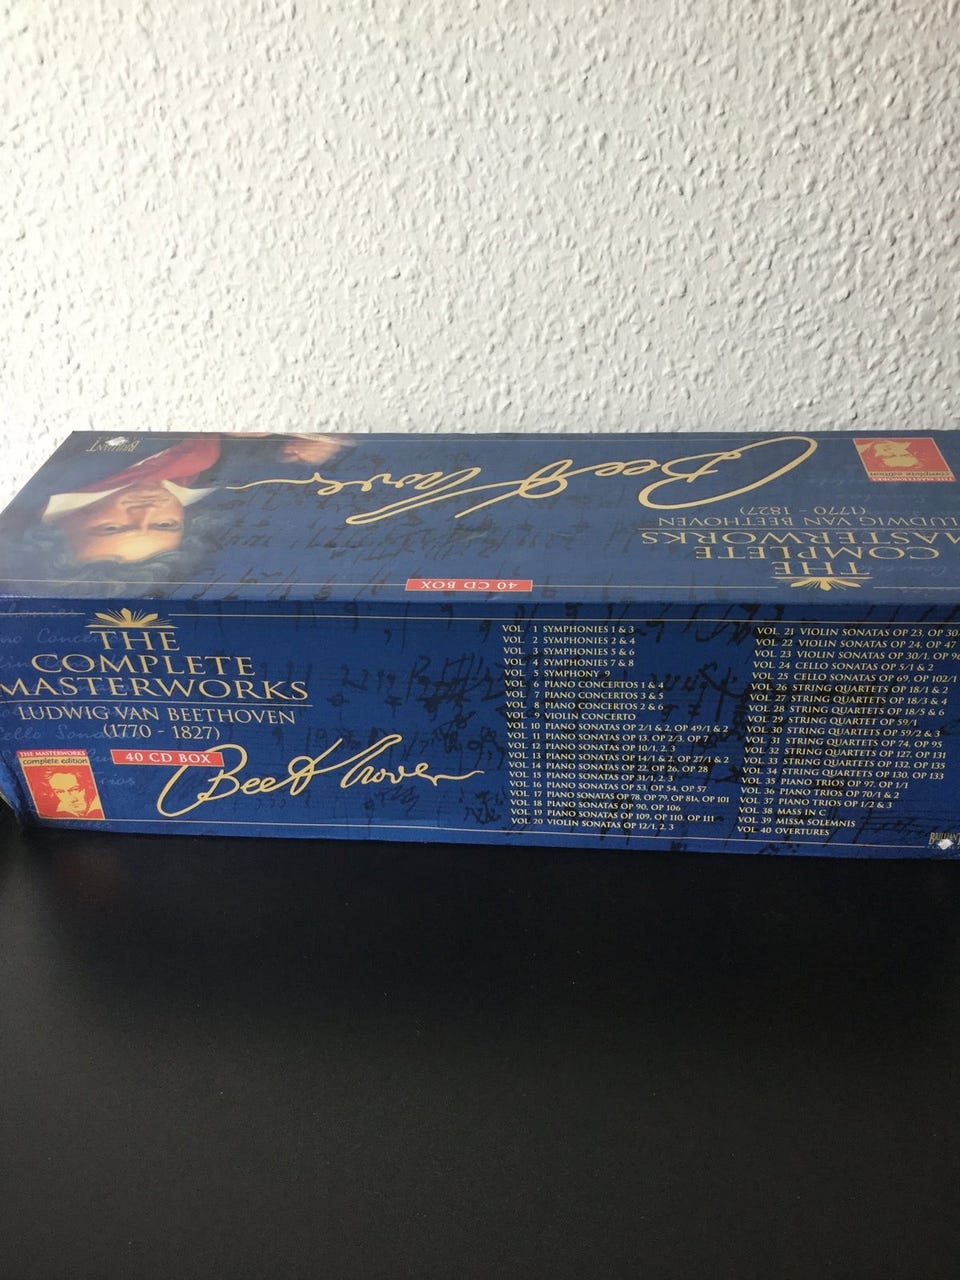 BRILLIANT
Beethoven
THE MASTERWORKS
complete edition
THE
COMPLETE
MASTERWORKS
LUDWIG VAN BEETHOVEN
(1770 - 1827)
40 CD BOX
THE
COMPLETE
MASTERWORKS
LUDWIG VAN BEETHOVEN
(1770 - 1827)
THE MASTERWORKS
complete edition
40 CD BOX
Beethoven
VOL. 1 SYMPHONIES 1 & 3
VOL. 2 SYMPHONIES 2 & 4
VOL. 3 SYMPHONIES 5 & 6
VOL. 4 SYMPHONIES 7 & 8
VOL. 5 SYMPHONY 9
VOL. 6 PIANO CONCERTOS 1 & 4
VOL. 7 PIANO CONCERTOS 3 & 5
VOL. 8 PIANO CONCERTOS 2 & 6
VOL. 9 VIOLIN CONCERTO
VOL. 10 PIANO SONATAS OP 2/1 & 2, OP 49/1 & 2
VOL. 11 PIANO SONATAS OP 13, OP 2/3, OP 7
VOL. 12 PIANO SONATAS OP 10/1, 2, 3
VOL. 13 PIANO SONATAS OP 14/1 & 2, OP 27/1 & 2
VOL. 14 PIANO SONATAS OP 22, OP 26, OP 28
VOL. 15 PIANO SONATAS OP 31/1, 2, 3
VOL. 16 PIANO SONATAS OP 53, OP 54, OP 57
VOL. 17 PIANO SONATAS OP 78, OP 79, OP 81A, OP 101
VOL. 18 PIANO SONATAS OP 90, OP 106
VOL. 19 PIANO SONATAS OP 109, OP 110, OP 111
VOL. 20 VIOLIN SONATAS OP 12/1, 2, 3
VOL. 21 VIOLIN SONATAS OP 23, OP 30
VOL. 22 VIOLIN SONATAS OP 24, OP 47
VOL. 23 VIOLIN SONATAS OP 30/1, OP 96
VOL. 24 CELLO SONATAS OP 5/1 & 2
VOL. 25 CELLO SONATAS OP 69, OP 102/1
VOL. 26 STRING QUARTETS OP 18/1 & 2
VOL. 27 STRING QUARTETS OP 18/3 & 4
VOL. 28 STRING QUARTETS OP 18/5 & 6
VOL. 29 STRING QUARTET OP 59/1
VOL. 30 STRING QUARTETS OP 59/2 & 3
VOL. 31 STRING QUARTETS OP 74, OP 95
VOL. 32 STRING QUARTETS OP 127, OP 131
VOL. 33 STRING QUARTETS OP 132, OP 135
VOL. 34 STRING QUARTETS OP 130, OP 133
VOL. 35 PIANO TRIOS OP 97, OP 1/1
VOL. 36 PIANO TRIOS OP 70/1 & 2
VOL. 37 PIANO TRIOS OP 1/2 & 3
VOL. 38 MASS IN C
VOL. 39 MISSA SOLEMNIS
VOL. 40 OVERTURES
BRILLIANT